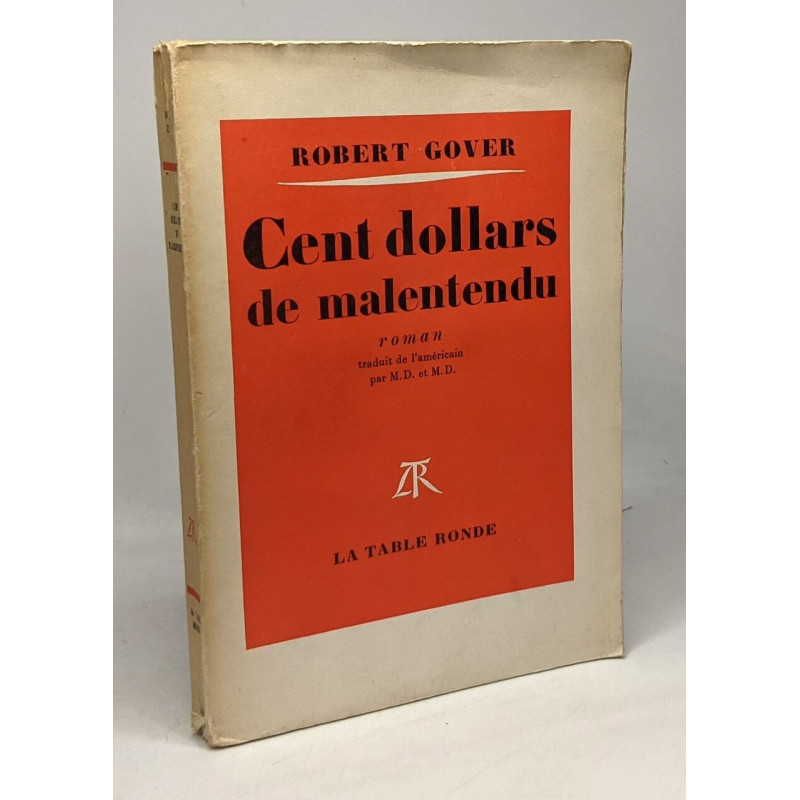 ROBERT GOVER
Cent dollars
de malentendu
roman
traduit de l'américain
par M.D. et M.D.
LTR
LA TABLE RONDE